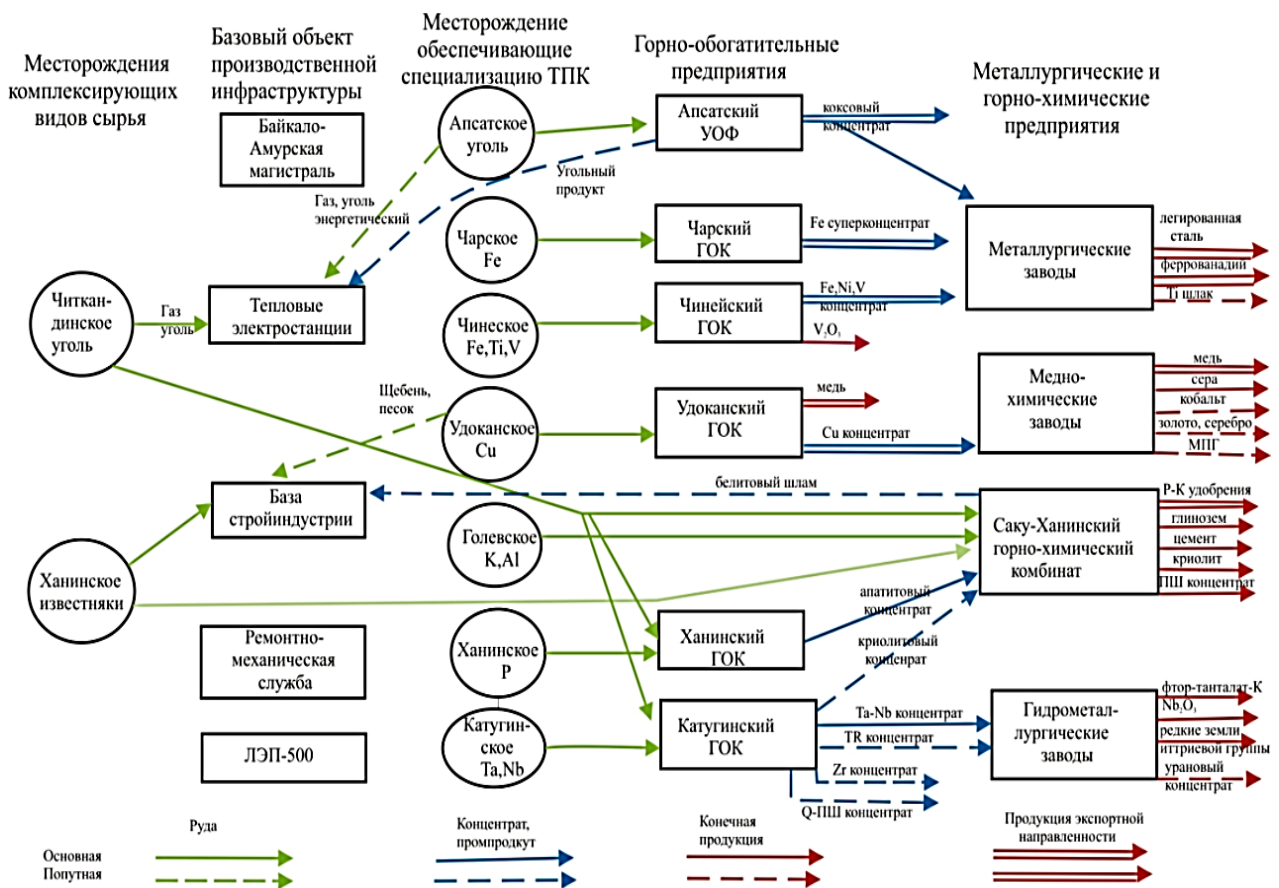 Месторождения
комплексирующих
видов сырья
Базовый объект
производственной
инфраструктуры
Месторождения
обеспечивающие
специализацию ТПК
Горно-обогатительные
предприятия
Металлургические и
горно-химические
предприятия
Байкало-
Амурская
магистраль
Апсатское
уголь
Апсатский
УОФ
коксовый
концентрат
Газ, уголь
энергетический
Угольный
продукт
Чарское
Fe
Чарский
ГОК
Fe суперконцентрат
Металлургические
заводы
легированная
сталь
феррованадий
Ti шлак
Читкан-
динское
уголь
Газ
уголь
Тепловые
электростанции
Чинеское
Fe,Ti,V
Чинейский
ГОК
Fe,Ni,V
концентрат
V₂O₅
Щебень,
песок
Удоканское
Cu
Удоканский
ГОК
медь
Cu концентрат
Медно-
химические
заводы
медь
сера
кобальт
золото, серебро
МПГ
белитовый шлам
База
стройиндустрии
Голевское
K,Al
Саку-Ханинский
горно-химический
комбинат
Р-К удобрения
глинозем
цемент
криолит
ПШ концентрат
Ханинское
известняки
апатитовый
концентрат
криолитовый
концентрат
Ремонтно-
механическая
служба
Ханинское
Р
Ханинский
ГОК
ЛЭП-500
Катугин-
ское
Ta,Nb
Катугинский
ГОК
Ta-Nb концентрат
TR концентрат
Zr концентрат
Q-ПШ концентрат
Гидрометал-
лургические
заводы
фтор-танталат-К
Nb₂O₅
редкие земли
иттриевой группы
урановый
концентрат
Руда
Концентрат,
промпродкут
Конечная
продукция
Продукция экспортной
направленности
Основная
Попутная